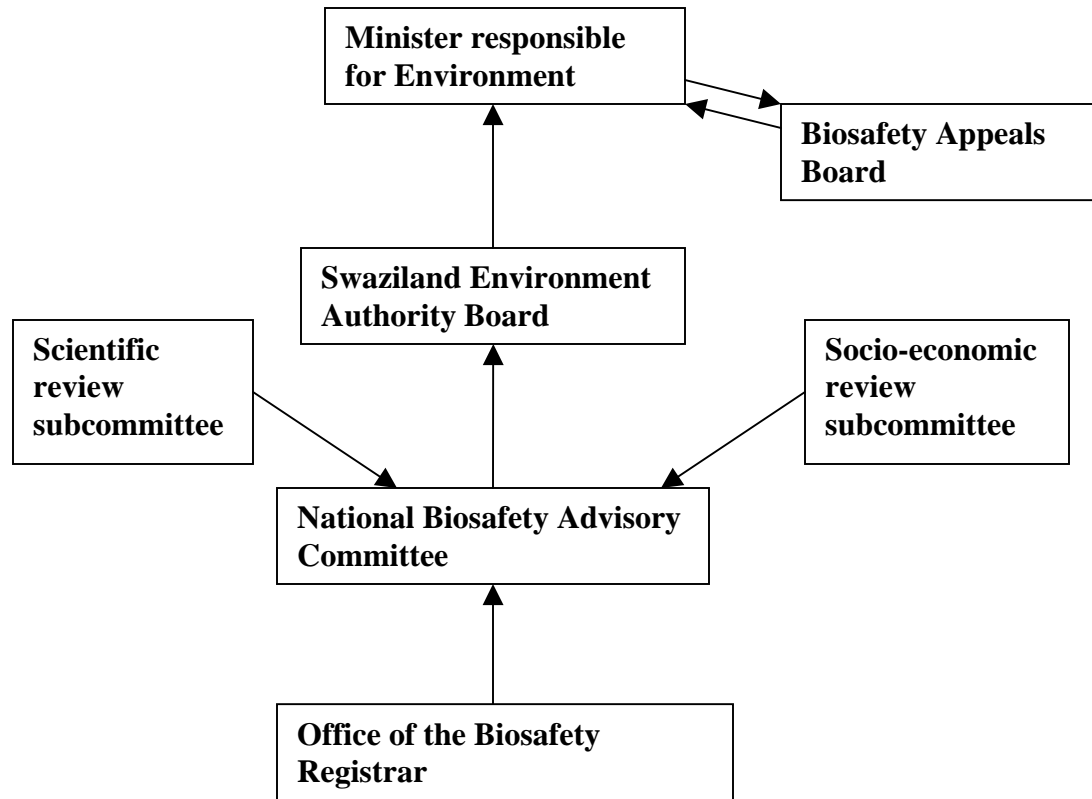 Minister responsible
for Environment
Biosafety Appeals
Board
Swaziland Environment
Authority Board
Scientific
review
subcommittee
Socio-economic
review
subcommittee
National Biosafety Advisory
Committee
Office of the Biosafety
Registrar